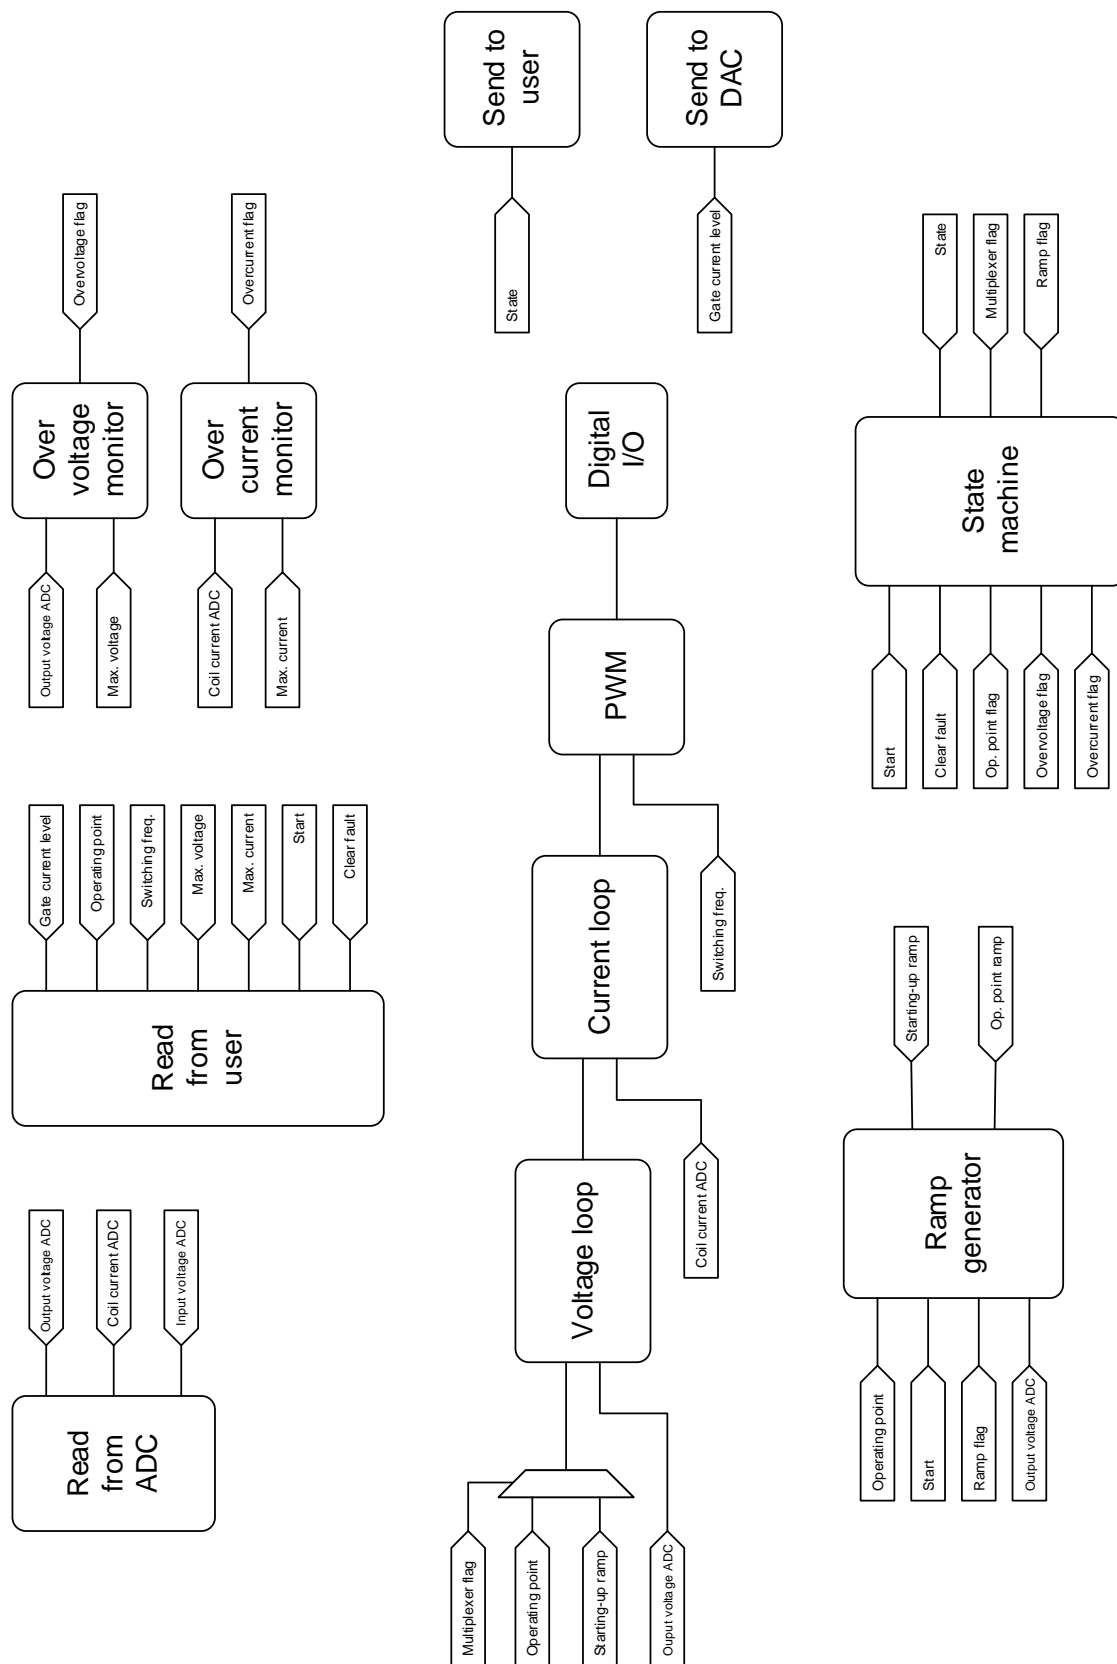 Read
from
ADC
Output voltage ADC
Coil current ADC
Input voltage ADC
Read
from
user
Gate current level
Operating point
Switching freq.
Max. voltage
Max. current
Start
Clear fault
Output voltage ADC
Max. voltage
Over
voltage
monitor
Overvoltage flag
Coil current ADC
Max. current
Over
current
monitor
Overcurrent flag
Multiplexer flag
Operating point
Starting-up ramp
Ouput voltage ADC
Voltage loop
Coil current ADC
Current loop
Switching freq.
PWM
Digital
I/O
State
Send to
user
Gate current level
Send to
DAC
Operating point
Start
Ramp flag
Output voltage ADC
Ramp
generator
Starting-up ramp
Op. point ramp
Start
Clear fault
Op. point flag
Overvoltage flag
Overcurrent flag
State
machine
State
Multiplexer flag
Ramp flag